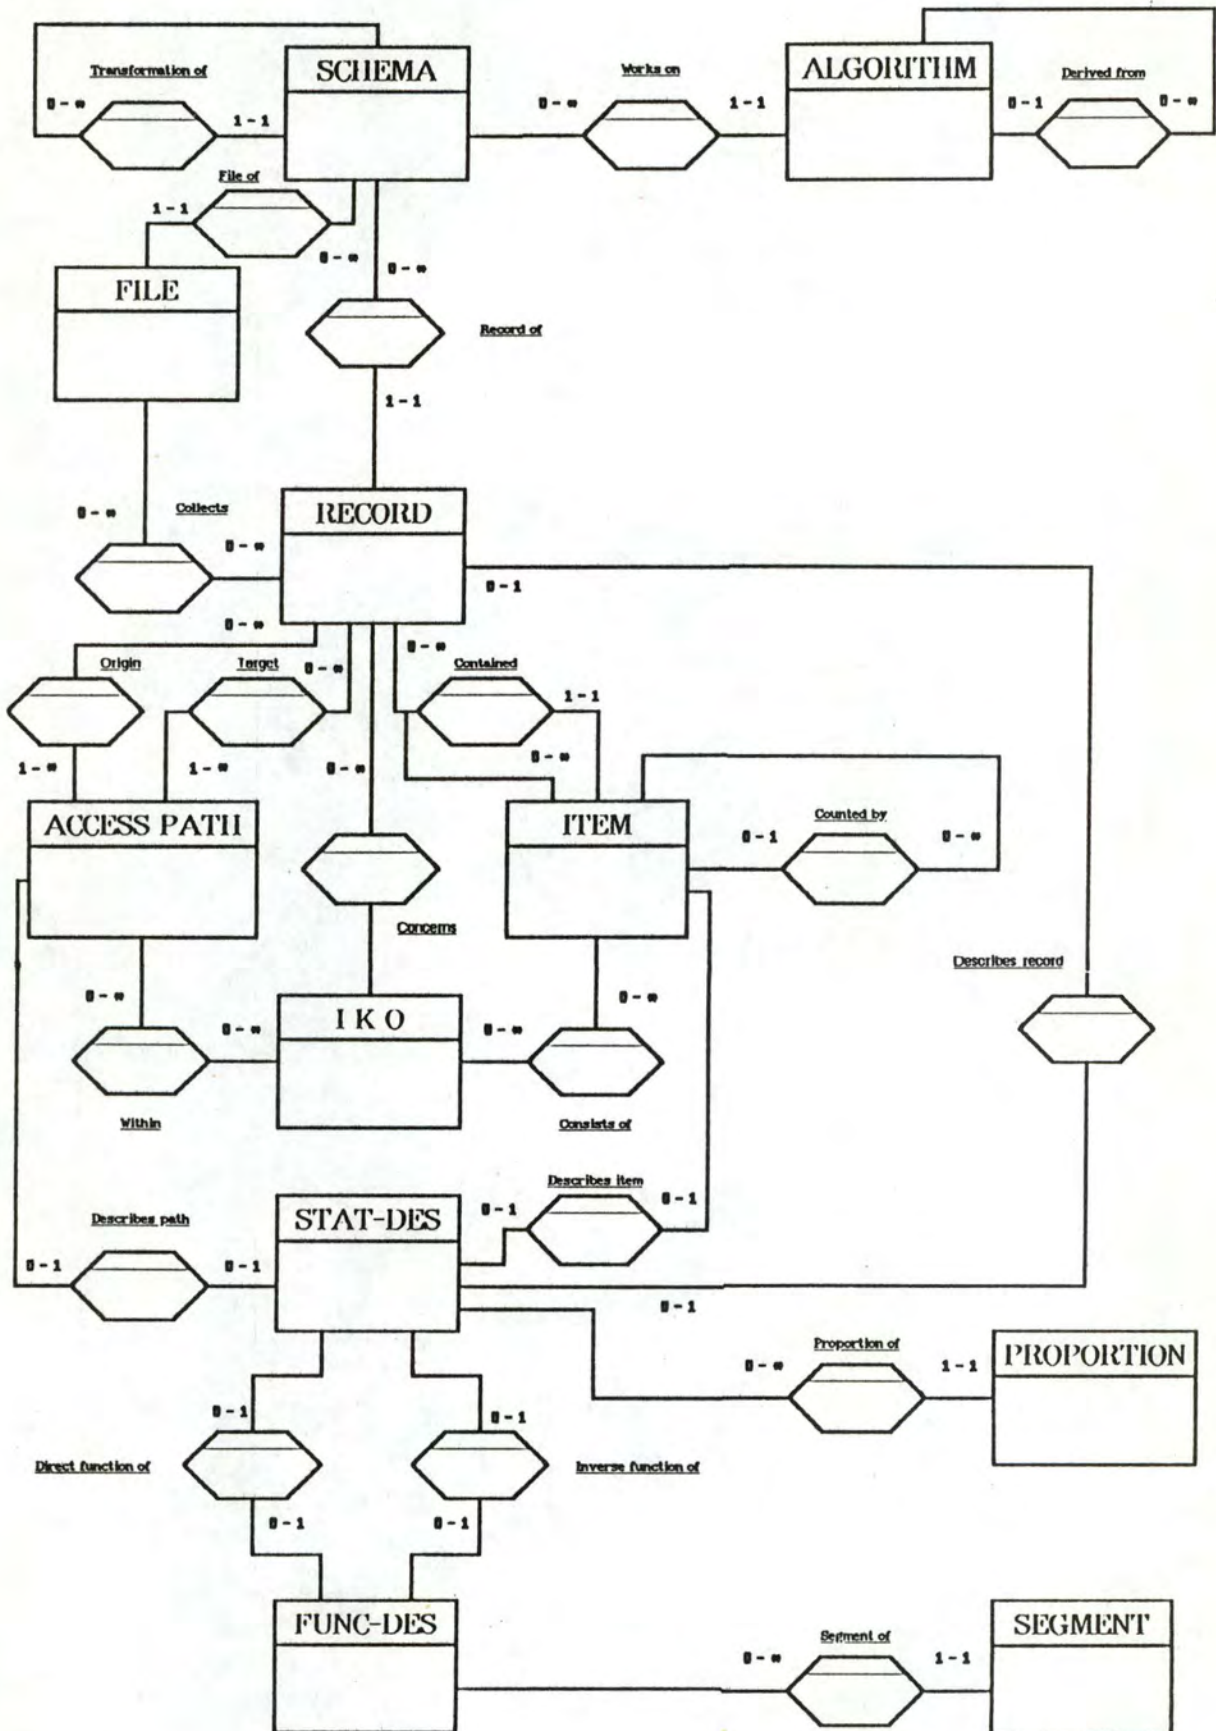 SCHEMA
ALGORITHM
Transformation of
Works on
Derived from
0 - ∞
1 - 1
0 - ∞
1 - 1
0 - 1
0 - ∞
File of
1 - 1
0 - ∞
0 - ∞
FILE
Record of
1 - 1
RECORD
0 - ∞
Collects
0 - ∞
0 - 1
0 - ∞
Origin
Target
0 - ∞
0 - ∞
Contained
1 - 1
1 - ∞
1 - ∞
0 - ∞
0 - ∞
ACCESS PATH
ITEM
Counted by
0 - 1
0 - ∞
Concerns
Describes record
0 - ∞
0 - ∞
I K O
0 - ∞
0 - ∞
Within
Consists of
Describes item
STAT-DES
0 - 1
0 - 1
Describes path
0 - 1
0 - 1
0 - 1
Proportion of
0 - ∞
1 - 1
PROPORTION
0 - 1
0 - 1
Direct function of
Inverse function of
0 - 1
0 - 1
FUNC-DES
Segment of
SEGMENT
0 - ∞
1 - 1